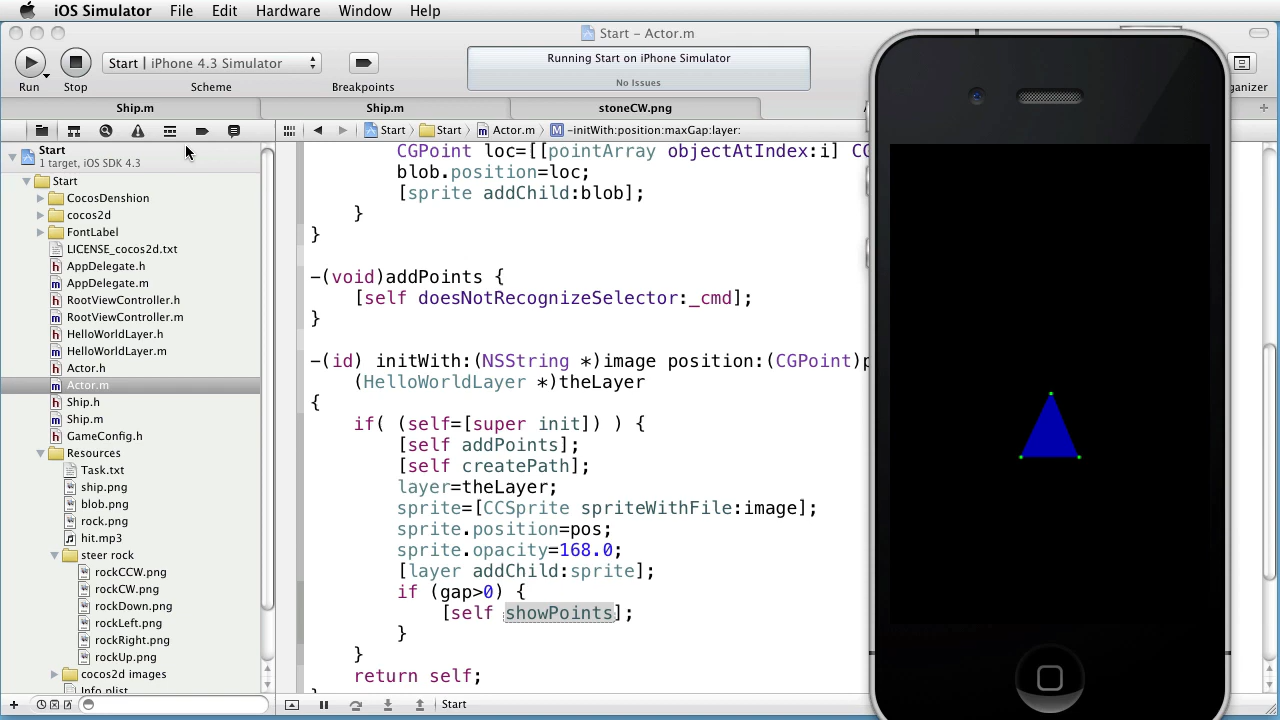 iOS Simulator File Edit Hardware Window Help
Start – Actor.m
Start | iPhone 4.3 Simulator
Running Start on iPhone Simulator
No Issues
Run Stop Scheme Breakpoints
Ship.m Ship.m stoneCW.png
Start Start Actor.m -initWith:position:maxGap:layer:
Start
1 target, iOS SDK 4.3
Start
CocosDenshion
cocos2d
FontLabel
LICENSE_cocos2d.txt
AppDelegate.h
AppDelegate.m
RootViewController.h
RootViewController.m
HelloWorldLayer.h
HelloWorldLayer.m
Actor.h
Actor.m
Ship.h
Ship.m
GameConfig.h
Resources
Task.txt
ship.png
blob.png
rock.png
hit.mp3
steer rock
rockCCW.png
rockCW.png
rockDown.png
rockLeft.png
rockRight.png
rockUp.png
cocos2d images
Info.plist
CGPoint loc=[[pointArray objectAtIndex:i] CG
blob.position=loc;
[sprite addChild:blob];
}
}
-(void)addPoints {
[self doesNotRecognizeSelector:_cmd];
}
-(id) initWith:(NSString *)image position:(CGPoint)p
(HelloWorldLayer *)theLayer
{
if( (self=[super init]) ) {
[self addPoints];
[self createPath];
layer=theLayer;
sprite=[CCSprite spriteWithFile:image];
sprite.position=pos;
sprite.opacity=168.0;
[layer addChild:sprite];
if (gap>0) {
[self showPoints];
}
}
return self;
Start